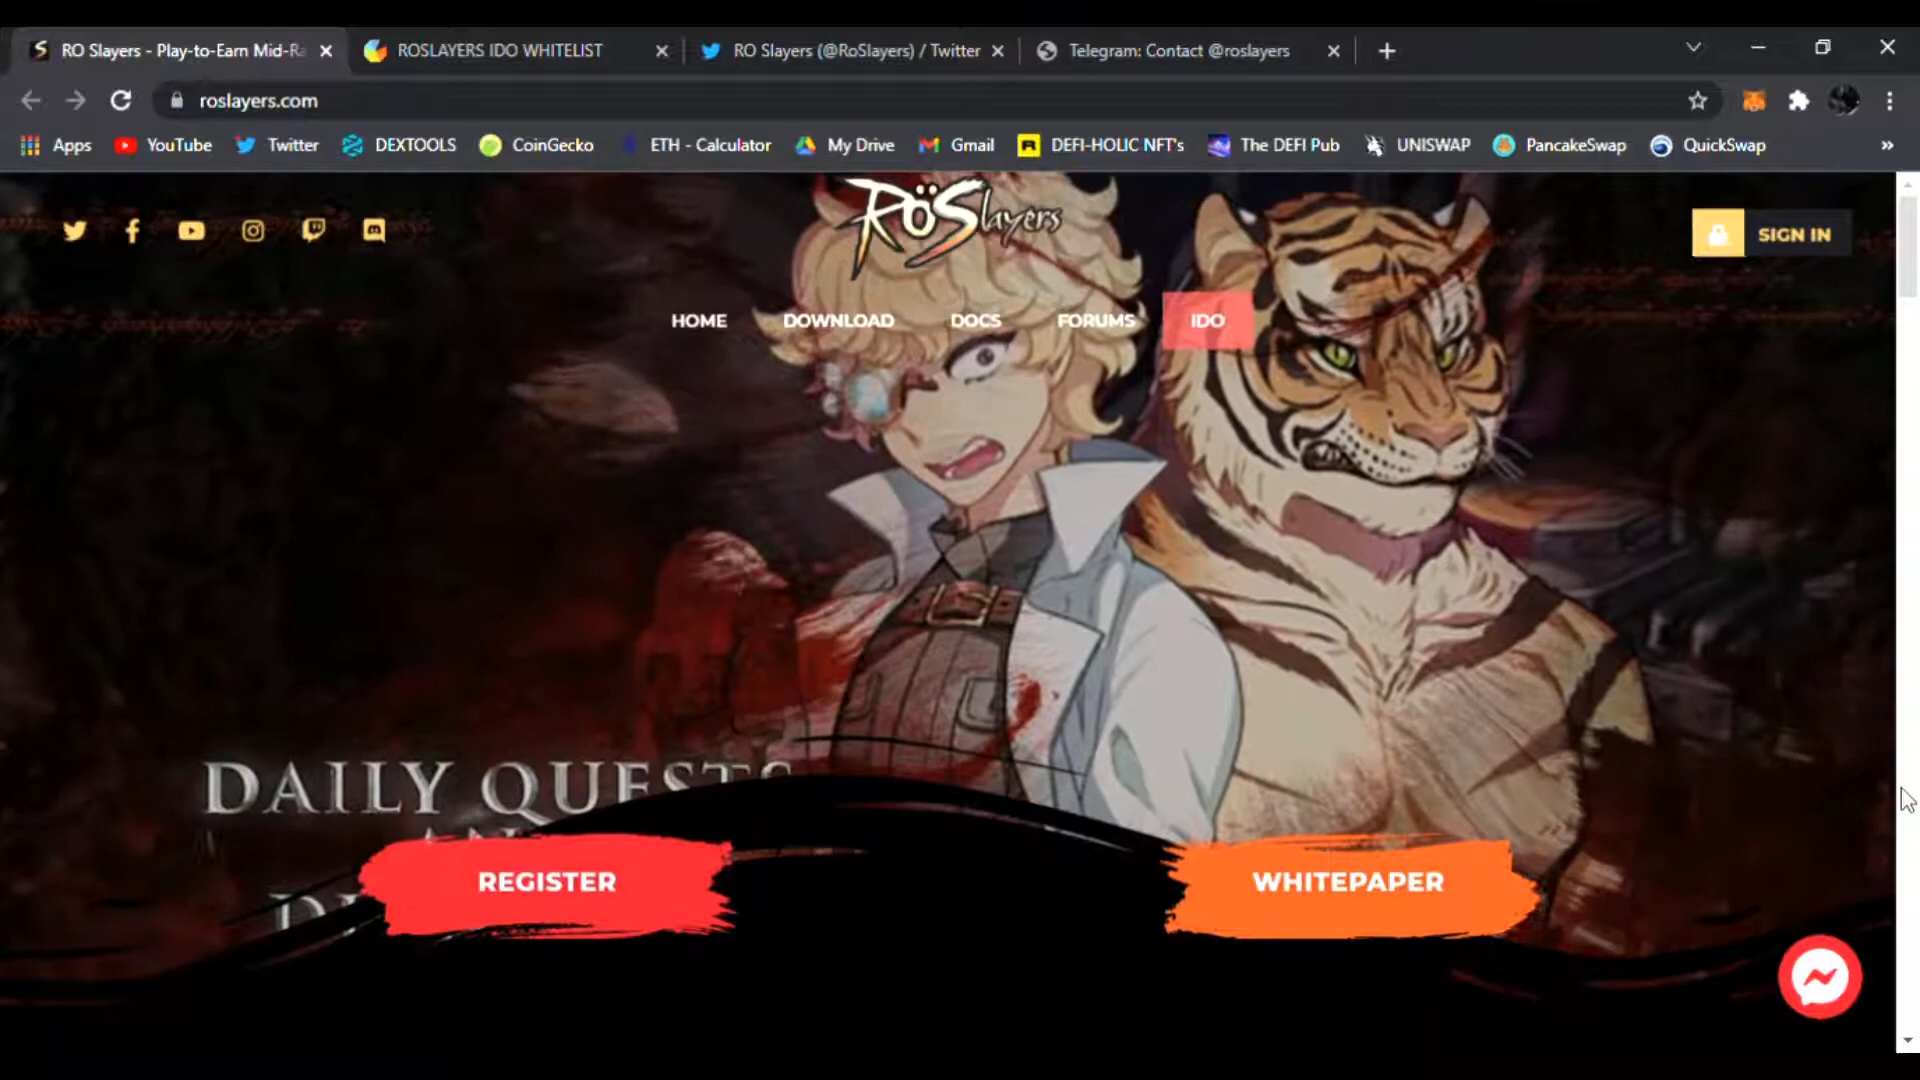 RO Slayers - Play-to-Earn Mid-Ra
ROSLAYERS IDO WHITELIST
RO Slayers (@RoSlayers) / Twitter
Telegram: Contact @roslayers
roslayers.com
Apps
YouTube
Twitter
DEXTOOLS
CoinGecko
ETH - Calculator
My Drive
Gmail
DEFI-HOLIC NFT's
The DEFI Pub
UNISWAP
PancakeSwap
QuickSwap
RöSlayers
SIGN IN
HOME
DOWNLOAD
DOCS
FORUMS
IDO
DAILY QUESTS
REGISTER
WHITEPAPER